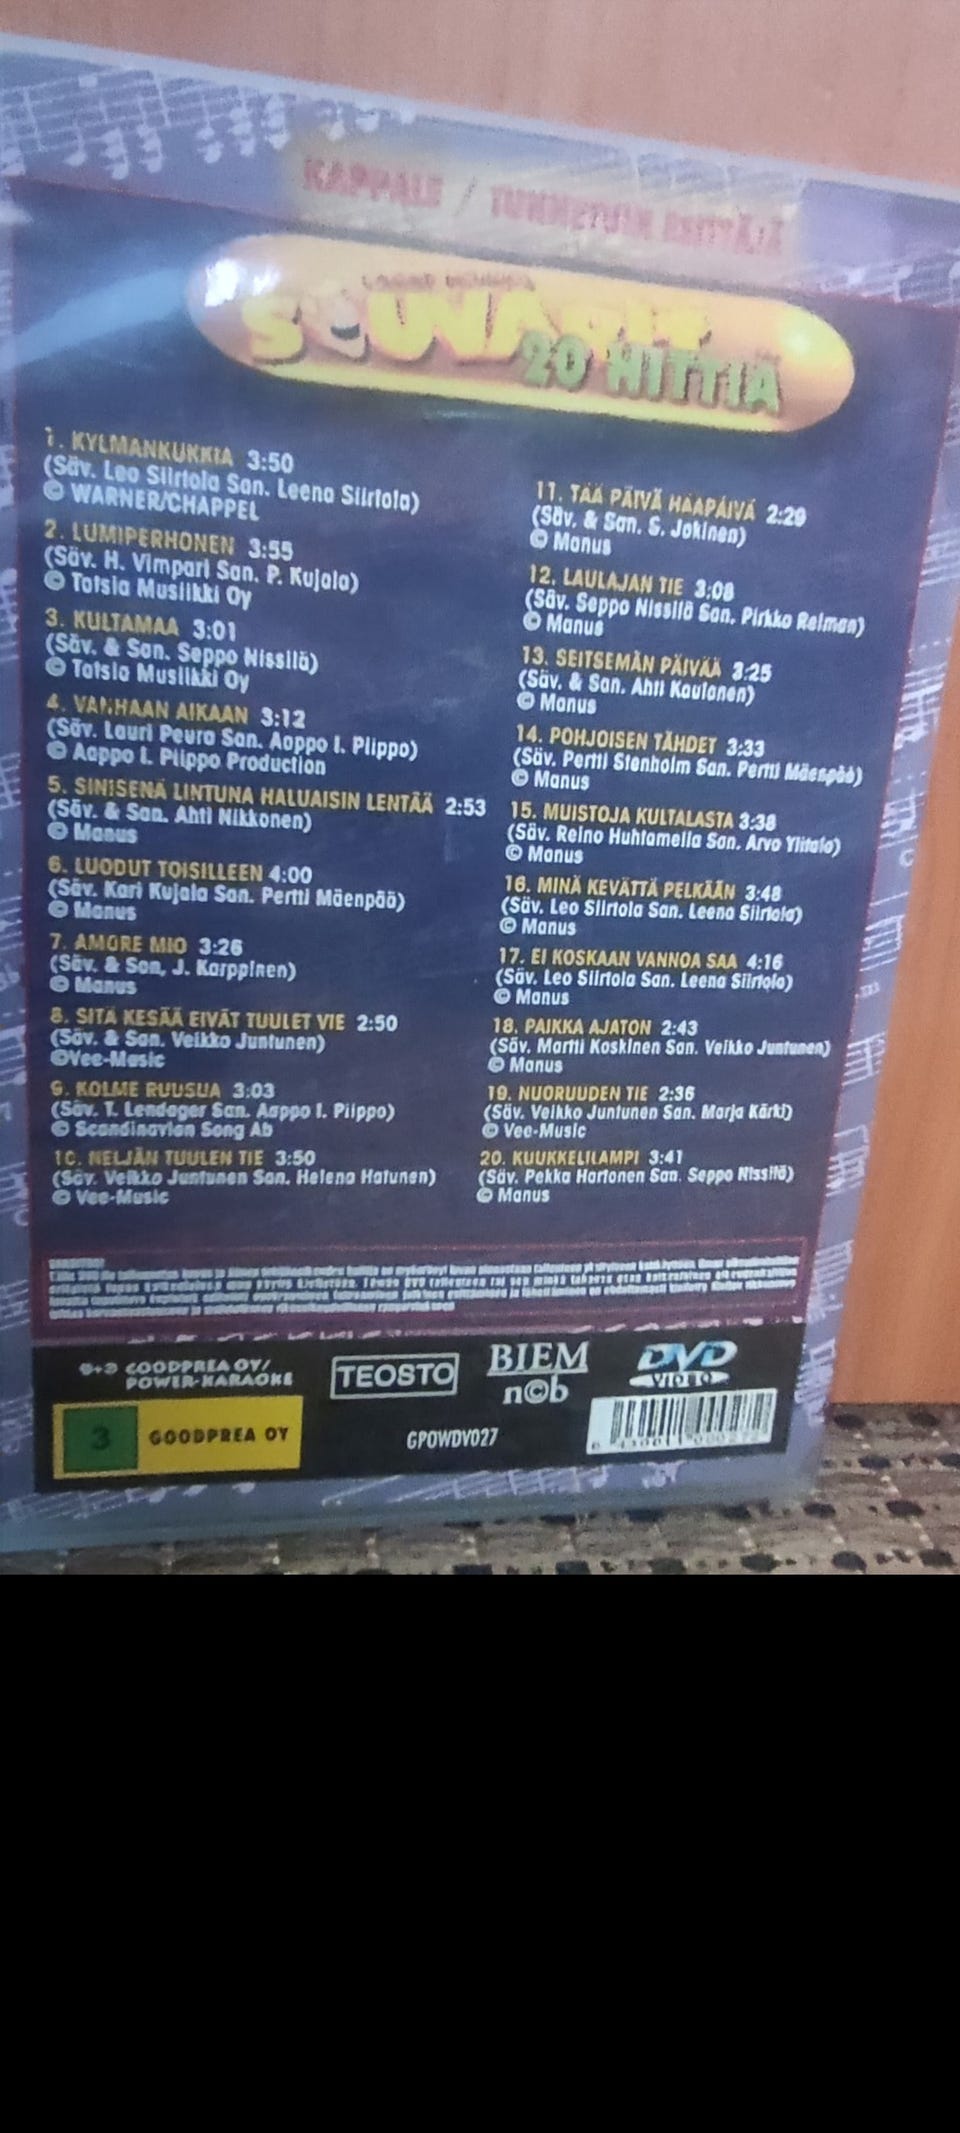 KAPPALE / TUNNETUIN ESITTÄJÄ
SOUVARIT
20 HITTIÄ
1. KYLMÄNKUKKIA 3:50
(Säv. Leo Siirtola San. Leena Siirtola)
© WARNER/CHAPPEL
2. LUMIPERHONEN 3:55
(Säv. H. Vimpari San. P. Kujala)
© Tatsia Musiikki Oy
3. KULTAMAA 3:01
(Säv. & San. Seppo Nissilä)
© Tatsia Musiikki Oy
4. VANHAAN AIKAAN 3:12
(Säv. Lauri Peura San. Aappo I. Piippo)
© Aappo I. Piippo Production
5. SINISENÄ LINTUNA HALUAISIN LENTÄÄ 2:53
(Säv. & San. Ahti Nikkonen)
© Manus
6. LUODUT TOISILLEEN 4:00
(Säv. Kari Kujala San. Pertti Mäenpää)
© Manus
7. AMORE MIO 3:26
(Säv. & San, J. Karppinen)
© Manus
8. SITÄ KESÄÄ EIVÄT TUULET VIE 2:50
(Säv. & San. Veikko Juntunen)
©Vee-Music
9. KOLME RUUSUA 3:03
(Säv. T. Lendager San. Aappo I. Piippo)
© Scandinavian Song Ab
10. NELJÄN TUULEN TIE 3:50
(Säv. Veikko Juntunen San. Helena Hatunen)
© Vee-Music
11. TÄÄ PÄIVÄ HÄÄPÄIVÄ 2:29
(Säv. & San. S. Jokinen)
© Manus
12. LAULAJAN TIE 3:08
(Säv. Seppo Nissilä San. Pirkko Reiman)
© Manus
13. SEITSEMÄN PÄIVÄÄ 3:25
(Säv. & San. Ahti Kaulanen)
© Manus
14. POHJOISEN TÄHDET 3:33
(Säv. Pertti Stenholm San. Pertti Mäenpää)
© Manus
15. MUISTOJA KULTALASTA 3:38
(Säv. Reino Huhtamella San. Arvo Ylitalo)
© Manus
16. MINÄ KEVÄTTÄ PELKÄÄN 3:48
(Säv. Leo Siirtola San. Leena Siirtola)
© Manus
17. EI KOSKAAN VANNOA SAA 4:16
(Säv. Leo Siirtola San. Leena Siirtola)
© Manus
18. PAIKKA AJATON 2:43
(Säv. Martti Koskinen San. Veikko Juntunen)
© Manus
19. NUORUUDEN TIE 2:36
(Säv. Veikko Juntunen San. Marja Kärki)
© Vee-Music
20. KUUKKELILAMPI 3:41
(Säv. Pekka Hartonen San. Seppo Nissilä)
© Manus
GOODPREA OY/
POWER-KARAOKE
TEOSTO
BIEM
n©b
DVD
VIDEO
3
GOODPREA OY
GPOWDV027